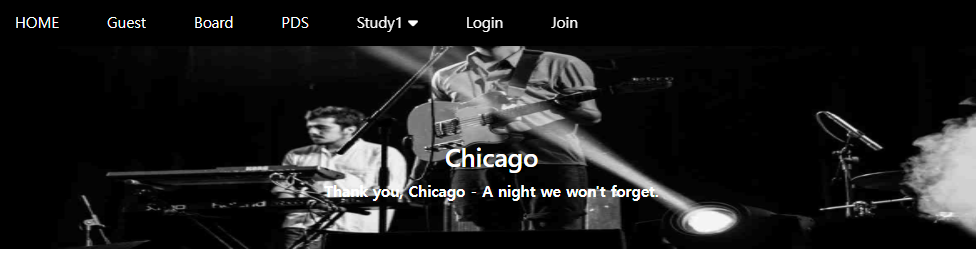 HOME Guest Board PDS Study1 Login Join
Chicago
Thank you, Chicago - A night we won't forget.